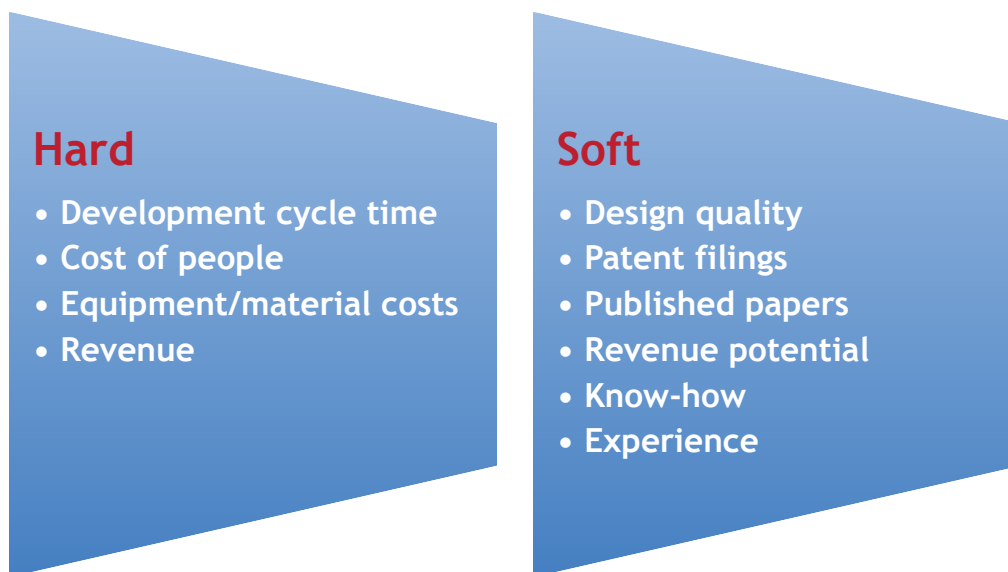 Hard
• Development cycle time
• Cost of people
• Equipment/material costs
• Revenue
Soft
• Design quality
• Patent filings
• Published papers
• Revenue potential
• Know-how
• Experience